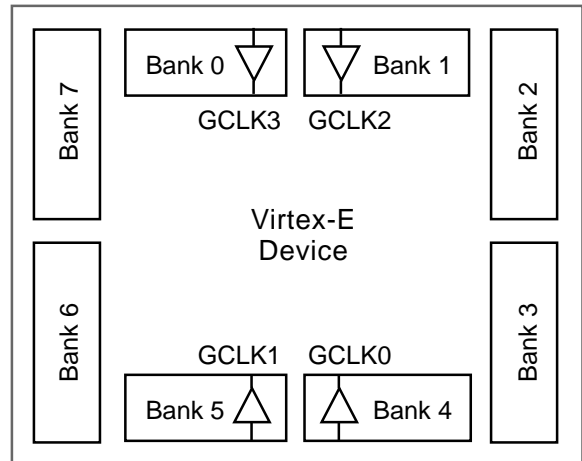 Bank 0
Bank 1
Bank 7
Bank 2
GCLK3
GCLK2
Virtex-E
Device
Bank 6
Bank 3
GCLK1
GCLK0
Bank 5
Bank 4